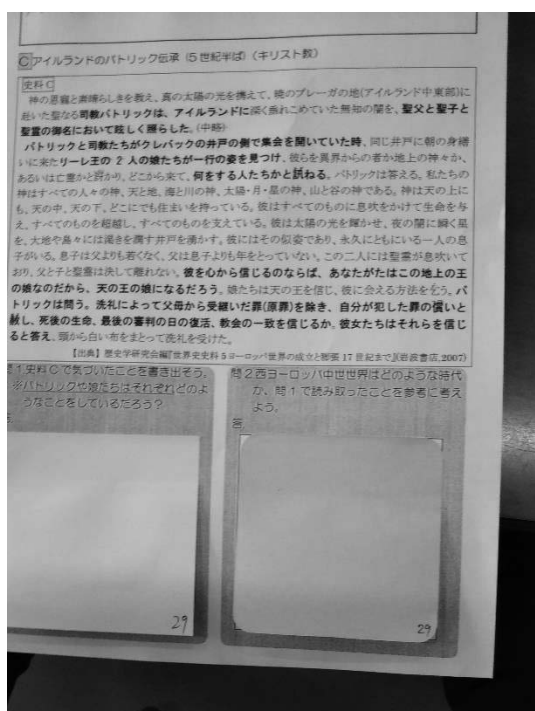 Ⓒアイルランドのパトリック伝承(5世紀半ば)(キリスト教)
史料C
神の恩寵と素晴らしきを教え、真の太陽の光を携えて、暁のブレーガの地(アイルランド中東部)に
赴いた聖なる司教パトリックは、アイルランドに深く垂れこめていた無知の闇を、聖父と聖子と
聖霊の御名において眩しく照らした。(中略)
パトリックと司教たちがクレバックの井戸の側で集会を開いていた時、同じ井戸に朝の身繕
いに来たリーレ王の2人の娘たちが一行の姿を見つけ、彼らを異界からの者か地上の神々か、
あるいは亡霊かと訝かり、どこから来て、何をする人たちかと訊ねる。パトリックは答える。私たちの
神はすべての人々の神、天と地、海と川の神、太陽・月・星の神、山と谷の神である。神は天の上に
も、天の中、天の下、どこにでも住まいを持っている。彼はすべてのものに息吹をかけて生命を与
え、すべてのものを超越し、すべてのものを支えている。彼は太陽の光を輝かせ、夜の闇に瞬く星
を、大地や島々には渇きを潤す井戸を湧かす。彼にはその似姿であり、永久にともにいる一人の息
子がいる。息子は父よりも若くなく、父は息子よりも年をとっていない。この二人には聖霊が息吹いて
おり、父と子と聖霊は決して離れない。彼を心から信じるのならば、あなたがたはこの地上の王
の娘なのだから、天の王の娘になるだろう。娘たちは天の王を信じ、彼に会える方法を乞う。パ
トリックは問う。洗礼によって父母から受継いだ罪(原罪)を除き、自分が犯した罪の償いと
赦し、死後の生命、最後の審判の日の復活、教会の一致を信じるか。彼女たちはそれらを信じ
ると答え、頭から白い布をまとって洗礼を受けた。
【出典】歴史学研究会編『世界史史料5 ヨーロッパ世界の成立と膨張 17世紀まで』(岩波書店, 2007)
問1 史料Cで気づいたことを書き出そう。
※パトリックや娘たちはそれぞれどのよ
うなことをしているだろう?
29
問2 西ヨーロッパ中世世界はどのような時代
か、問1で読み取ったことを参考に考え
よう。
答
29